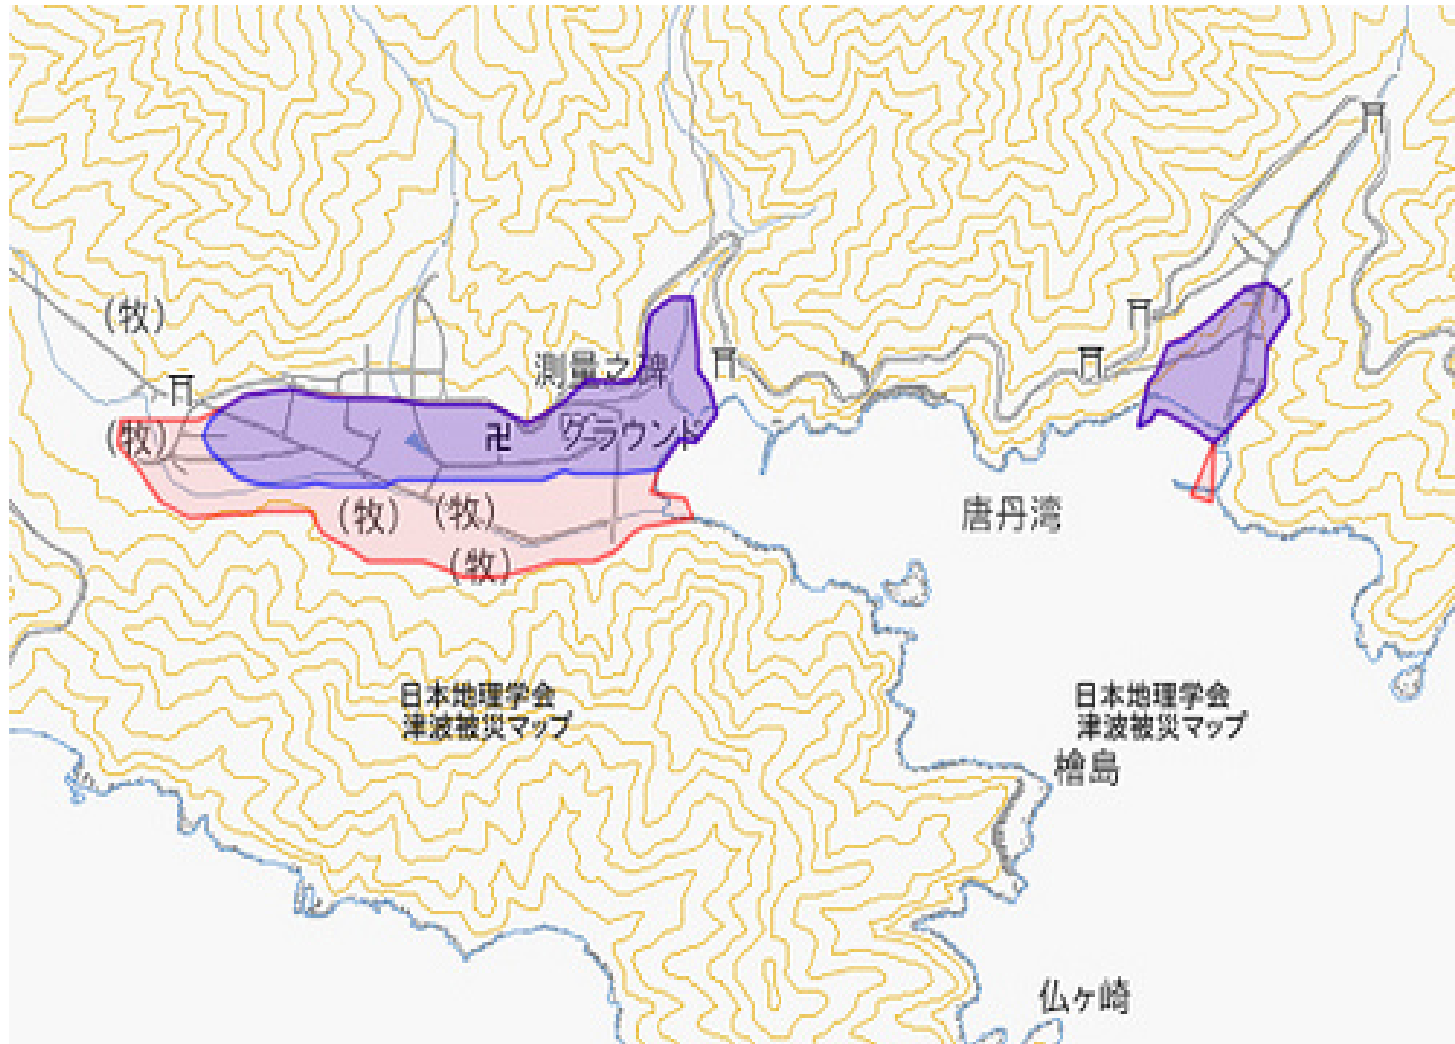 (牧)
測量之碑
(牧)
グラウンド
(牧)
(牧)
唐丹湾
(牧)
日本地理学会
津波被災マップ
日本地理学会
津波被災マップ
檜島
仏ヶ崎